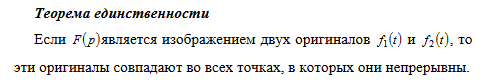 Теорема единственности
Если F(p)является изображением двух оригиналов f₁(t) и f₂(t), то
эти оригиналы совпадают во всех точках, в которых они непрерывны.